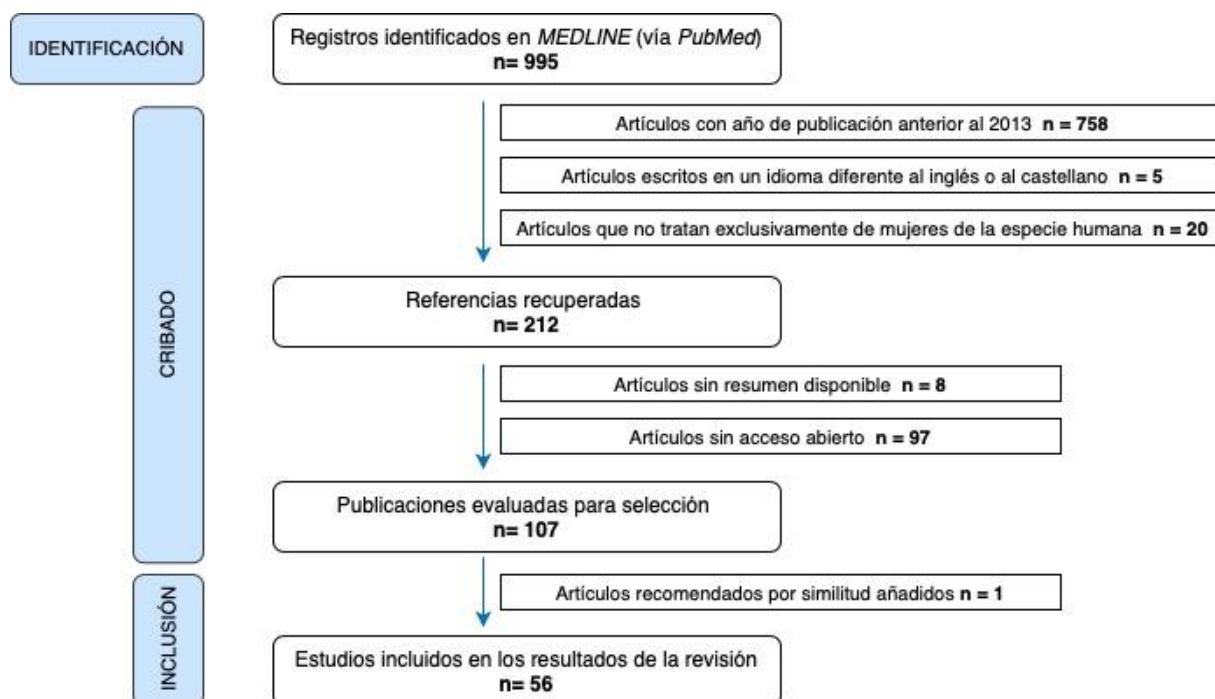 IDENTIFICACIÓN
Registros identificados en MEDLINE (vía PubMed)
n= 995
CRIBADO
Artículos con año de publicación anterior al 2013 n = 758
Artículos escritos en un idioma diferente al inglés o al castellano n = 5
Artículos que no tratan exclusivamente de mujeres de la especie humana n = 20
Referencias recuperadas
n= 212
Artículos sin resumen disponible n = 8
Artículos sin acceso abierto n = 97
Publicaciones evaluadas para selección
n= 107
INCLUSIÓN
Artículos recomendados por similitud añadidos n = 1
Estudios incluidos en los resultados de la revisión
n= 56